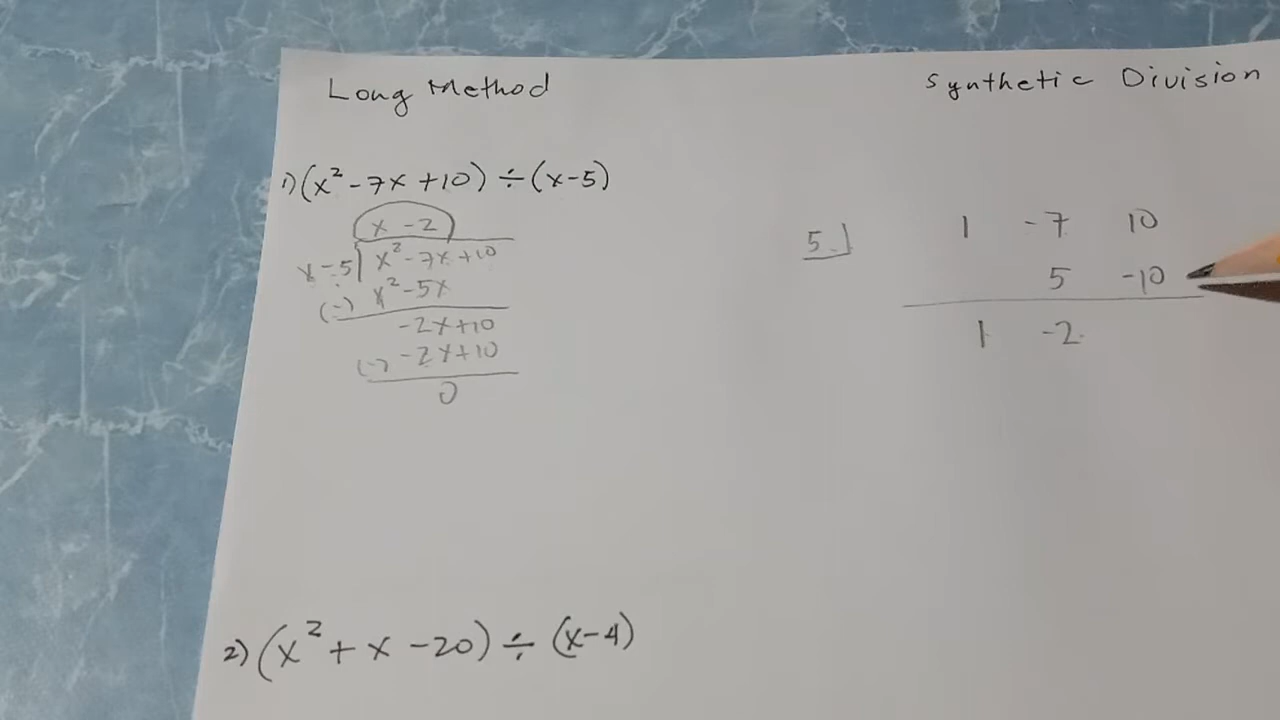 Long Method
Synthetic Division
1) (x² - 7x + 10) ÷ (x-5)
x - 2
x - 5 | x² - 7x + 10
(-) x² - 5x
-2x + 10
(-) -2x + 10
0
5 | 1 -7 10
5 -10
1 -2
2) (x² + x - 20) ÷ (x-4)